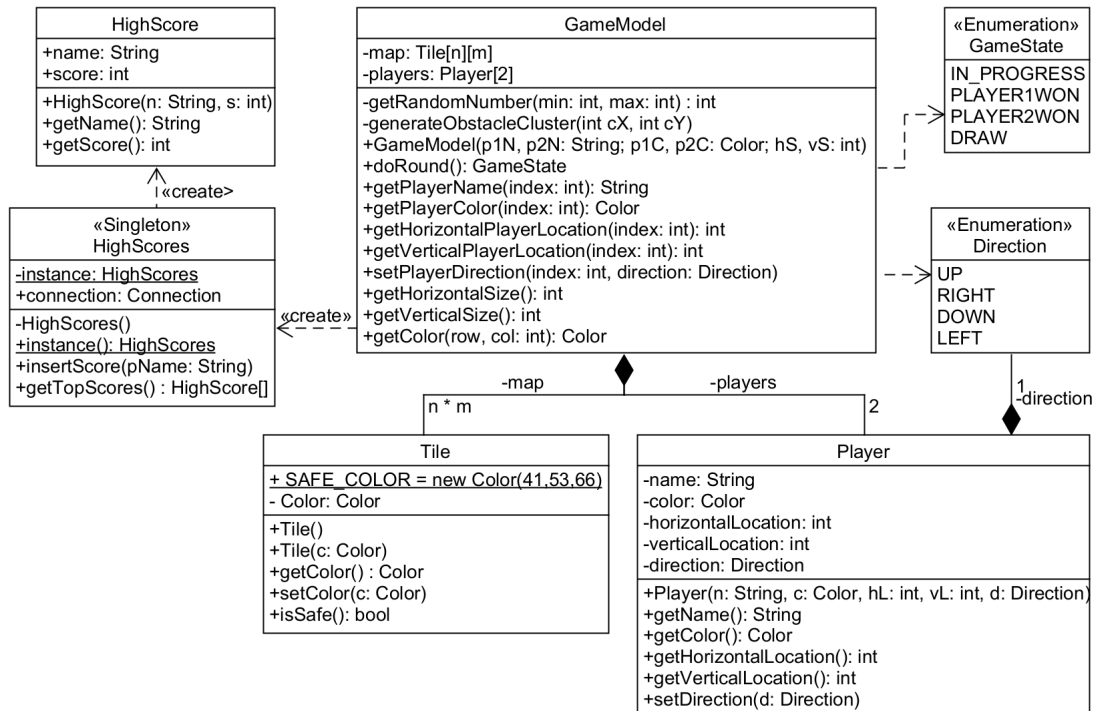 HighScore
+name: String
+score: int
+HighScore(n: String, s: int)
+getName(): String
+getScore(): int
«create>
«Singleton»
HighScores
-instance: HighScores
+connection: Connection
-HighScores()
+instance(): HighScores
+insertScore(pName: String)
+getTopScores() : HighScore[]
«create»
GameModel
-map: Tile[n][m]
-players: Player[2]
-getRandomNumber(min: int, max: int) : int
-generateObstacleCluster(int cX, int cY)
+GameModel(p1N, p2N: String; p1C, p2C: Color; hS, vS: int)
+doRound(): GameState
+getPlayerName(index: int): String
+getPlayerColor(index: int): Color
+getHorizontalPlayerLocation(index: int): int
+getVerticalPlayerLocation(index: int): int
+setPlayerDirection(index: int, direction: Direction)
+getHorizontalSize(): int
+getVerticalSize(): int
+getColor(row, col: int): Color
«Enumeration»
GameState
IN_PROGRESS
PLAYER1WON
PLAYER2WON
DRAW
«Enumeration»
Direction
UP
RIGHT
DOWN
LEFT
-map
-players
n * m
2
1
-direction
Tile
+ SAFE_COLOR = new Color(41,53,66)
- Color: Color
+Tile()
+Tile(c: Color)
+getColor() : Color
+setColor(c: Color)
+isSafe(): bool
Player
-name: String
-color: Color
-horizontalLocation: int
-verticalLocation: int
-direction: Direction
+Player(n: String, c: Color, hL: int, vL: int, d: Direction)
+getName(): String
+getColor(): Color
+getHorizontalLocation(): int
+getVerticalLocation(): int
+setDirection(d: Direction)